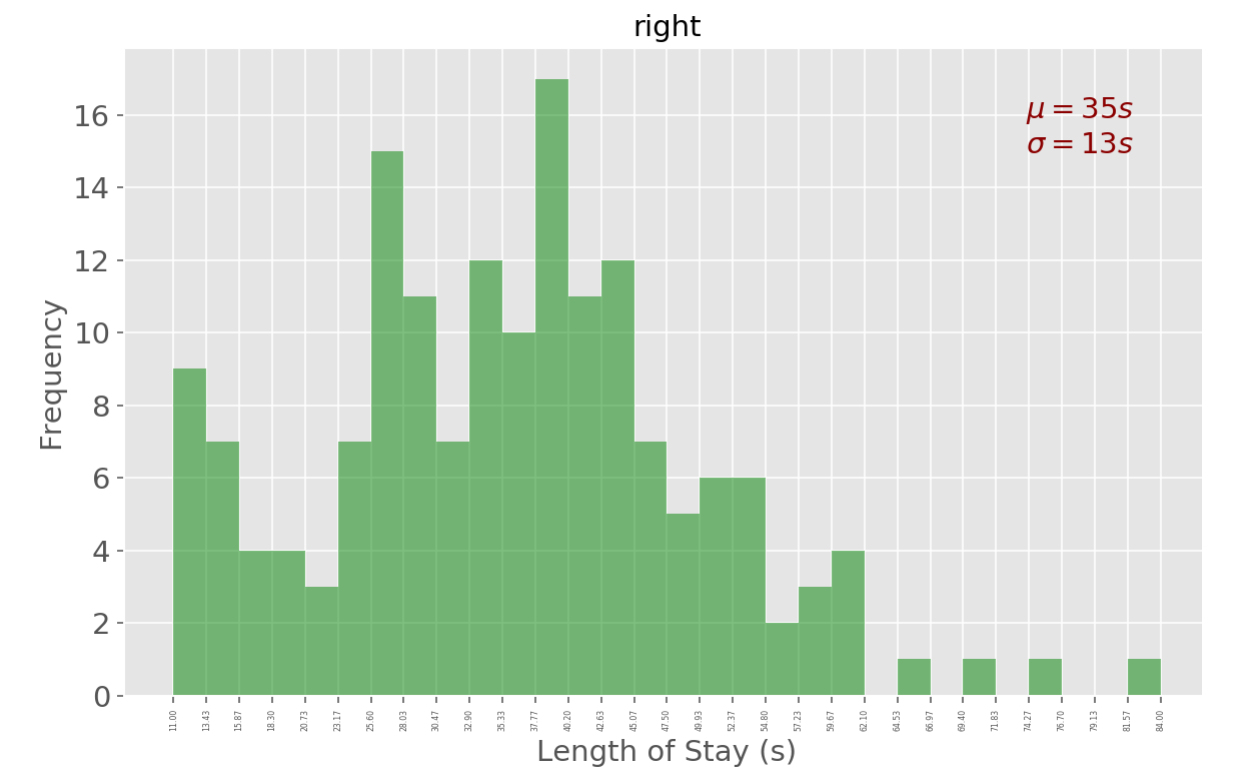 right
μ = 35s
σ = 13s
Frequency
16
14
12
10
8
6
4
2
0
11.00 13.43 15.87 18.30 20.73 23.17 25.60 28.03 30.47 32.90 35.33 37.77 40.20 42.63 45.07 47.50 49.93 52.37 54.80 57.23 59.67 62.10 64.53 66.97 69.40 71.83 74.27 76.70 79.13 81.57 84.00
Length of Stay (s)